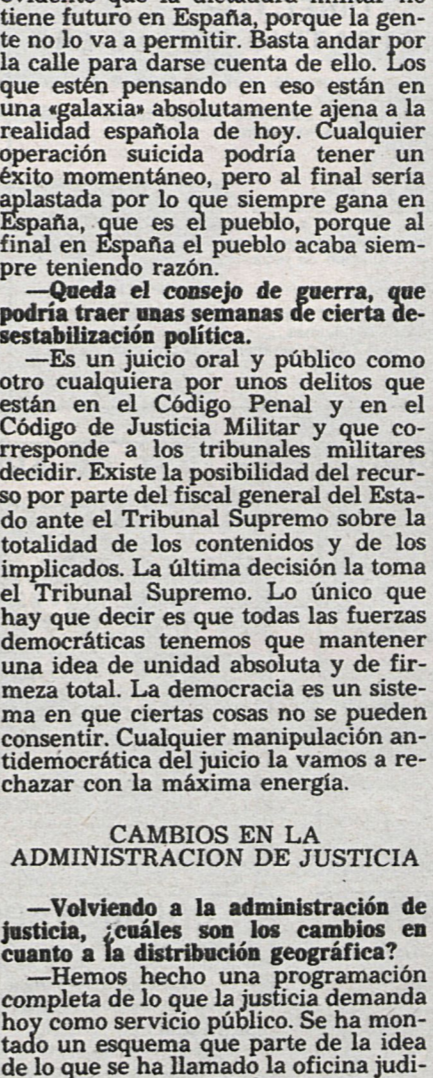 evidente que la dictadura militar no
tiene futuro en España, porque la gen-
te no lo va a permitir. Basta andar por
la calle para darse cuenta de ello. Los
que estén pensando en eso están en
una «galaxia» absolutamente ajena a la
realidad española de hoy. Cualquier
operación suicida podría tener un
éxito momentáneo, pero al final sería
aplastada por lo que siempre gana en
España, que es el pueblo, porque al
final en España el pueblo acaba siem-
pre teniendo razón.
—Queda el consejo de guerra, que
podría traer unas semanas de cierta de-
sestabilización política.
—Es un juicio oral y público como
otro cualquiera por unos delitos que
están en el Código Penal y en el
Código de Justicia Militar y que co-
rresponde a los tribunales militares
decidir. Existe la posibilidad del recur-
so por parte del fiscal general del Esta-
do ante el Tribunal Supremo sobre la
totalidad de los contenidos y de los
implicados. La última decisión la toma
el Tribunal Supremo. Lo único que
hay que decir es que todas las fuerzas
democráticas tenemos que mantener
una idea de unidad absoluta y de fir-
meza total. La democracia es un siste-
ma en que ciertas cosas no se pueden
consentir. Cualquier manipulación an-
tidemocrática del juicio la vamos a re-
chazar con la máxima energía.
CAMBIOS EN LA
ADMINISTRACION DE JUSTICIA
—Volviendo a la administración de
justicia, ¿cuáles son los cambios en
cuanto a la distribución geográfica?
—Hemos hecho una programación
completa de lo que la justicia demanda
hoy como servicio público. Se ha mon-
tado un esquema que parte de la idea
de lo que se ha llamado la oficina judi-